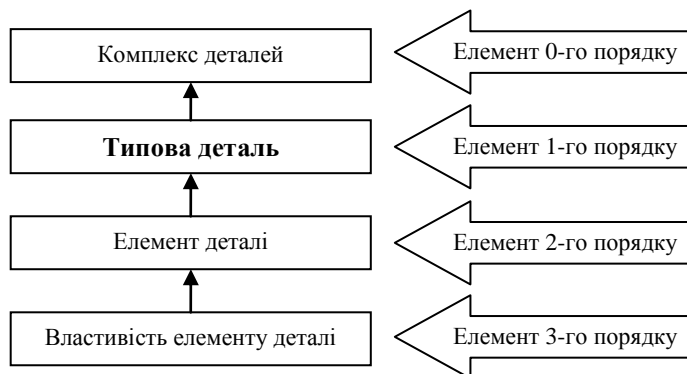 Комплекс деталей
Елемент 0-го порядку
Типова деталь
Елемент 1-го порядку
Елемент деталі
Елемент 2-го порядку
Властивість елементу деталі
Елемент 3-го порядку